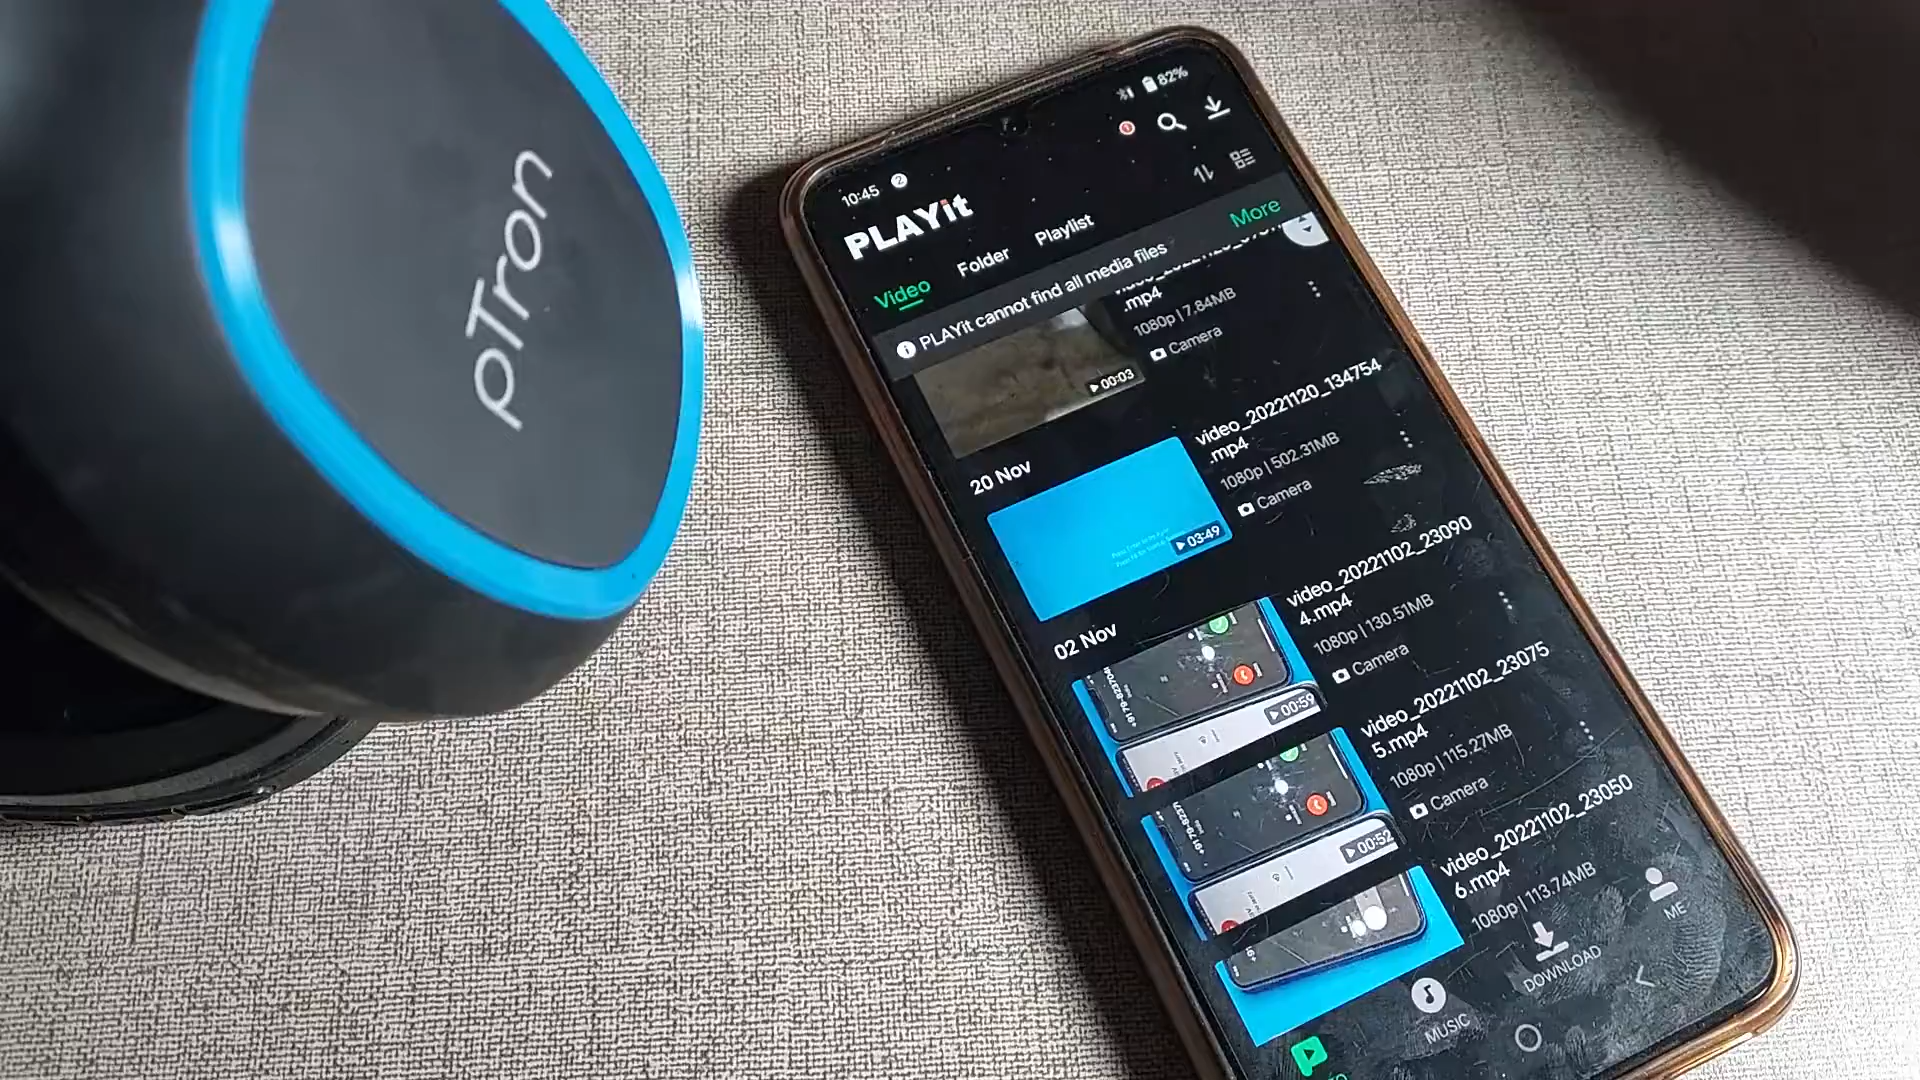 pTron
10:45
2
82%
PLAYit
Video
Folder
Playlist
PLAYit cannot find all media files
More
.mp4
1080p | 7.84MB
Camera
00:03
20 Nov
video_20221120_134754
.mp4
1080p | 502.31MB
Camera
03:49
02 Nov
video_20221102_23090
4.mp4
1080p | 130.51MB
Camera
00:59
video_20221102_23075
5.mp4
1080p | 115.27MB
Camera
00:52
video_20221102_23050
6.mp4
1080p | 113.74MB
MUSIC
DOWNLOAD
ME